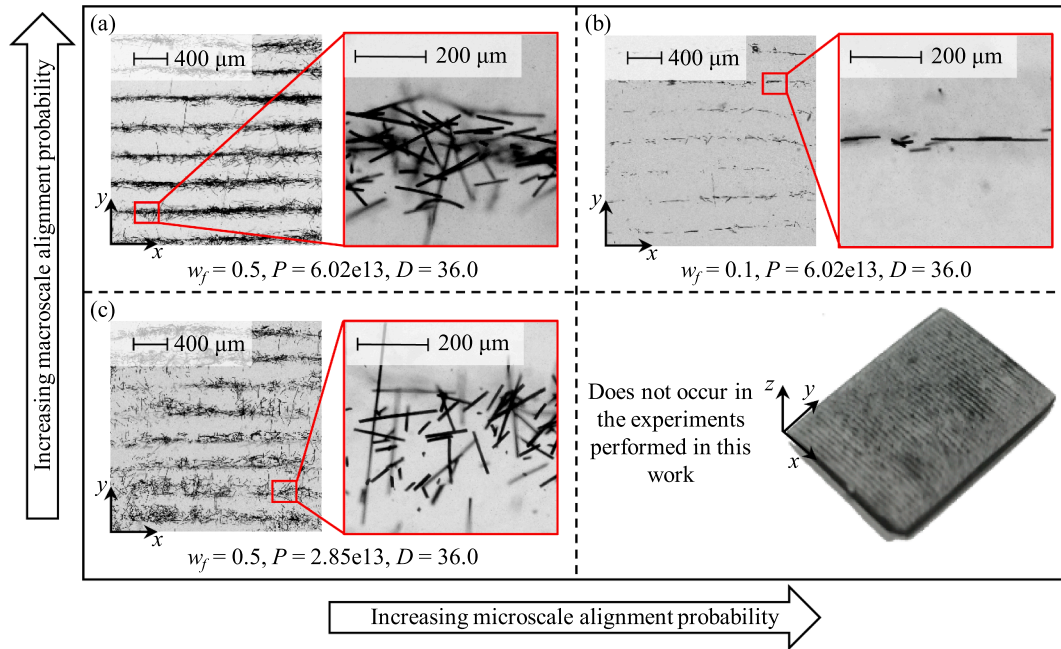 Increasing macroscale alignment probability
(a)
400 μm
200 μm
y
x
w_f = 0.5, P = 6.02e13, D = 36.0
(b)
400 μm
200 μm
y
x
w_f = 0.1, P = 6.02e13, D = 36.0
(c)
400 μm
200 μm
y
x
w_f = 0.5, P = 2.85e13, D = 36.0
Does not occur in
the experiments
performed in this
work
z
y
x
Increasing microscale alignment probability